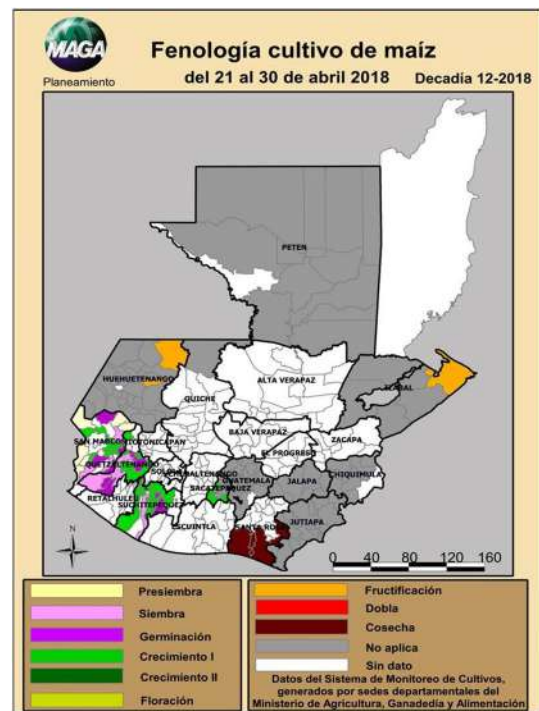 MAGA
Planeamiento
Fenología cultivo de maíz
del 21 al 30 de abril 2018 Decadía 12-2018
PETEN
HUEHUETENANGO
QUICHE
ALTA VERAPAZ
IZABAL
SAN MARCOS
TOTONICAPAN
BAJA VERAPAZ
ZACAPA
EL PROGRESO
QUETZALTENANGO
SOLOLA
CHIMALTENANGO
GUATEMALA
JALAPA
CHIQUIMULA
SACATEPEQUEZ
RETALHULEU
SUCHITEPEQUEZ
ESCUINTLA
SANTA ROSA
JUTIAPA
N
0 40 80 120 160
Presiembra
Siembra
Germinación
Crecimiento I
Crecimiento II
Floración
Fructificación
Dobla
Cosecha
No aplica
Sin dato
Datos del Sistema de Monitoreo de Cultivos,
generados por sedes departamentales del
Ministerio de Agricultura, Ganadedía y Alimentación